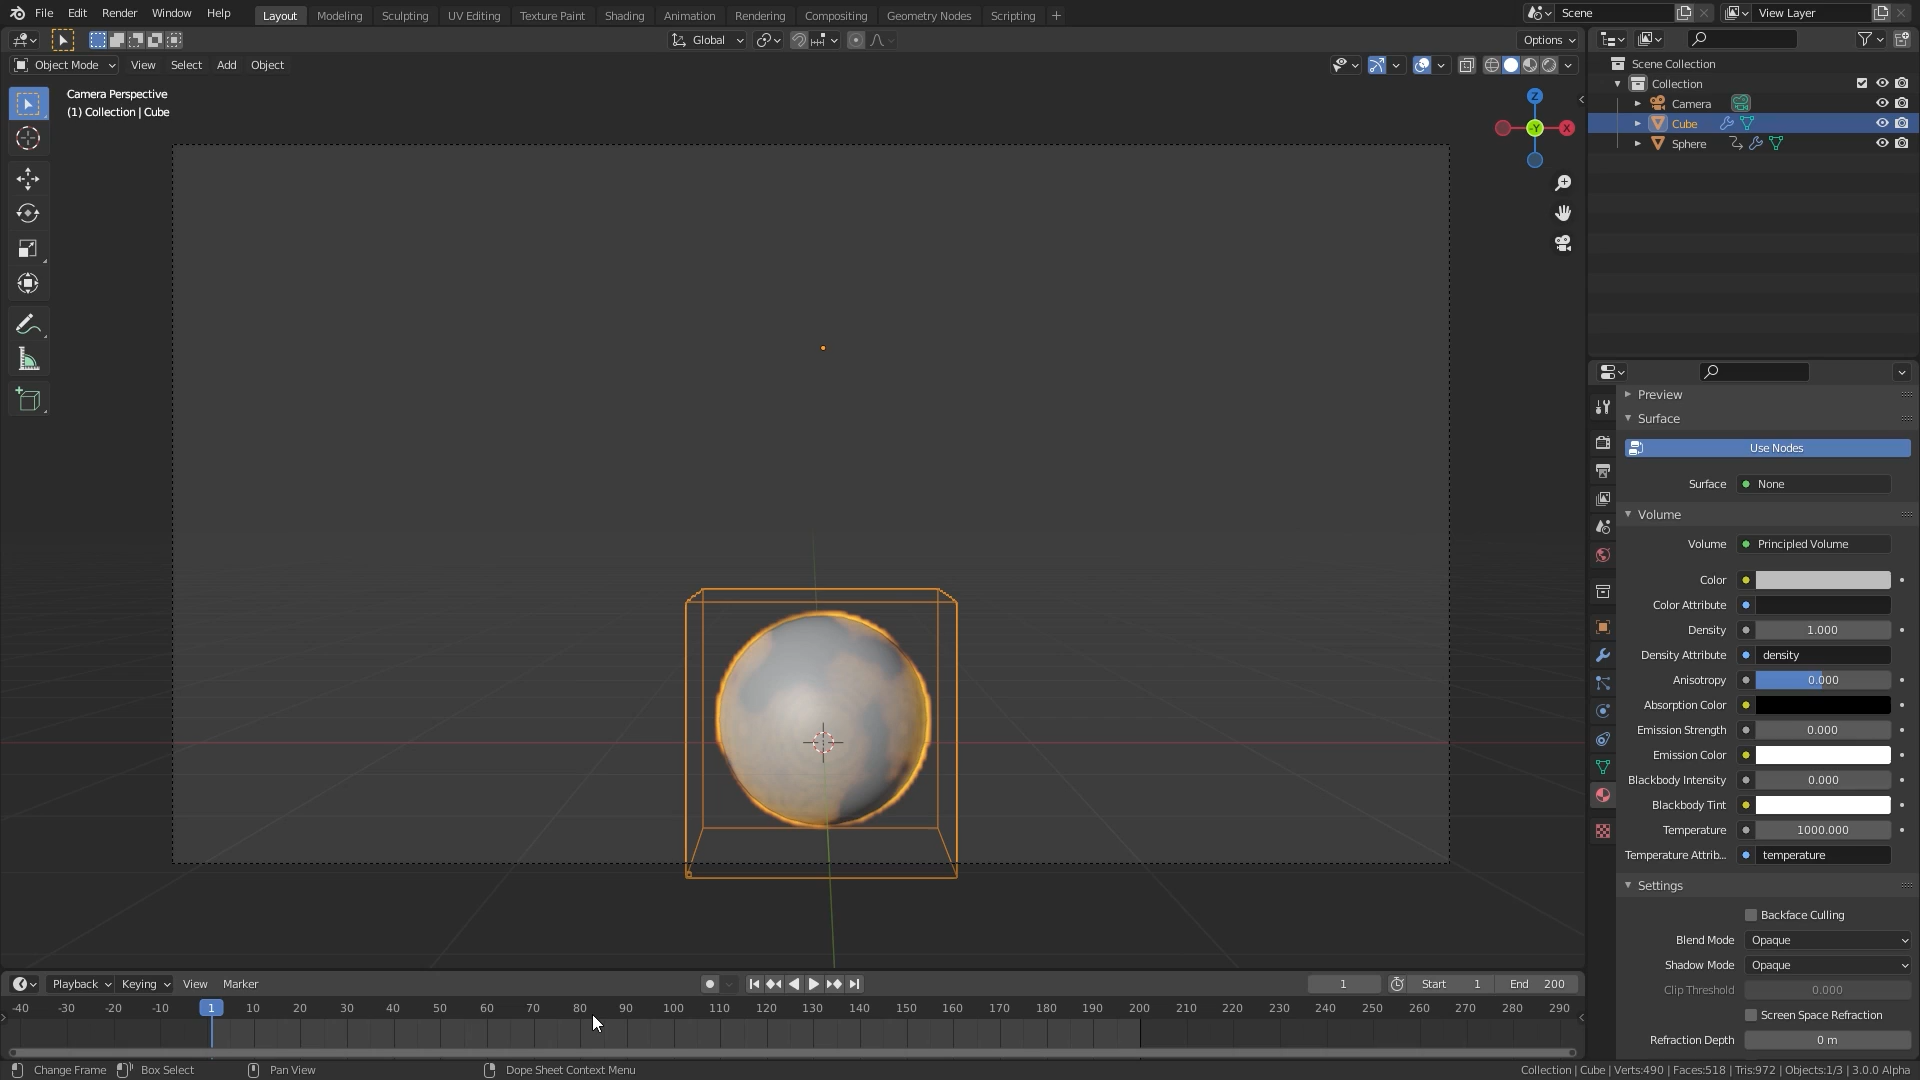 File Edit Render Window Help Layout Modeling Sculpting UV Editing Texture Paint Shading Animation Rendering Compositing Geometry Nodes Scripting + Scene View Layer
Global Options
Object Mode View Select Add Object
Camera Perspective
(1) Collection | Cube
Z
-Y
X
Scene Collection
Collection
Camera
Cube
Sphere
Preview
Surface
Use Nodes
Surface None
Volume
Volume Principled Volume
Color
Color Attribute
Density 1.000
Density Attribute density
Anisotropy 0.000
Absorption Color
Emission Strength 0.000
Emission Color
Blackbody Intensity 0.000
Blackbody Tint
Temperature 1000.000
Temperature Attrib... temperature
Settings
Backface Culling
Blend Mode Opaque
Shadow Mode Opaque
Clip Threshold 0.000
Screen Space Refraction
Refraction Depth 0 m
Playback Keying View Marker 1 Start 1 End 200
-40 -30 -20 -10 1 10 20 30 40 50 60 70 80 90 100 110 120 130 140 150 160 170 180 190 200 210 220 230 240 250 260 270 280 290
Change Frame Box Select Pan View Dope Sheet Context Menu Collection | Cube | Verts:490 | Faces:518 | Tris:972 | Objects:1/3 | 3.0.0 Alpha